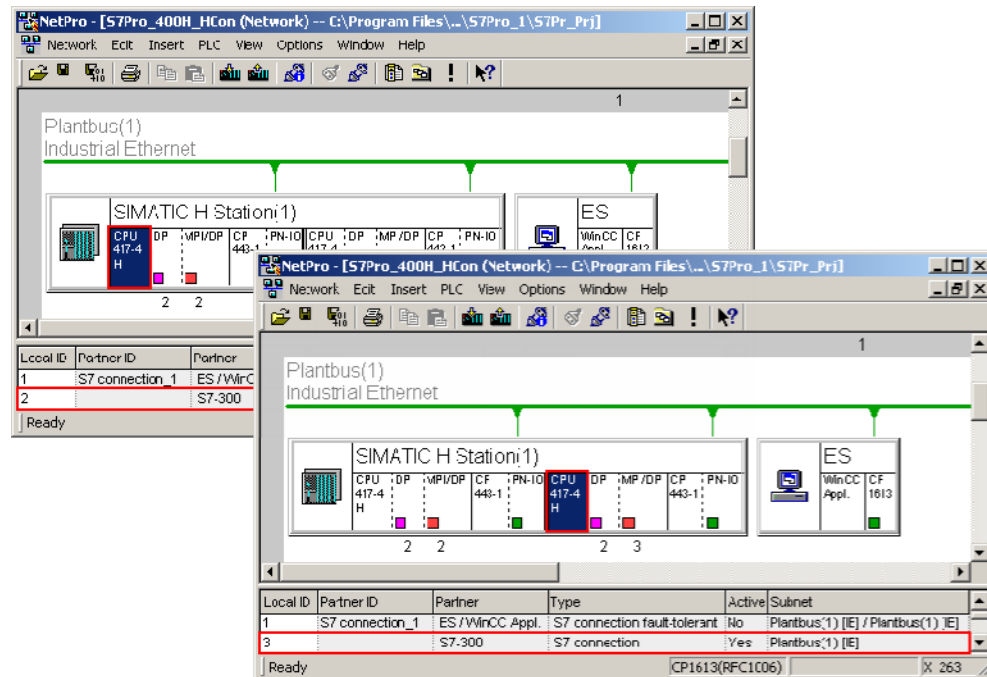 NetPro - [S7Pro_400H_HCon (Network) -- C:\Program Files\...\S7Pro_1\S7Pr_Prj]
Network Edit Insert PLC View Options Window Help
1
Plantbus(1)
Industrial Ethernet
SIMATIC H Station(1)
ES
CPU DP MPI/DP CP PN-IO CPU DP MP/DP CP PN-IO
WinCC CF
417-4 443-1 417-4 443-1
Appl. 1613
H
2 2
Local ID Partner ID Partner
1 S7 connection_1 ES / WinC
2 S7-300
Ready
NetPro - [S7Pro_400H_HCon (Network) -- C:\Program Files\...\S7Pro_1\S7Pr_Prj]
Network Edit Insert PLC View Options Window Help
1
Plantbus(1)
Industrial Ethernet
SIMATIC H Station(1)
ES
CPU DP MPI/DP CF PN-IO CPU DP MP/DP CP PN-IO
WinCC CF
417-4 443-1 417-4 443-1
Appl. 1613
H H
2 2 2 3
Local ID Partner ID Partner Type Active Subnet
1 S7 connection_1 ES / WinCC Appl. S7 connection fault-tolerant No Plantbus(1) [IE] / Plantbus(1) [IE]
3 S7-300 S7 connection Yes Plantbus(1) [IE]
Ready CP1613(RFC1006) X 263